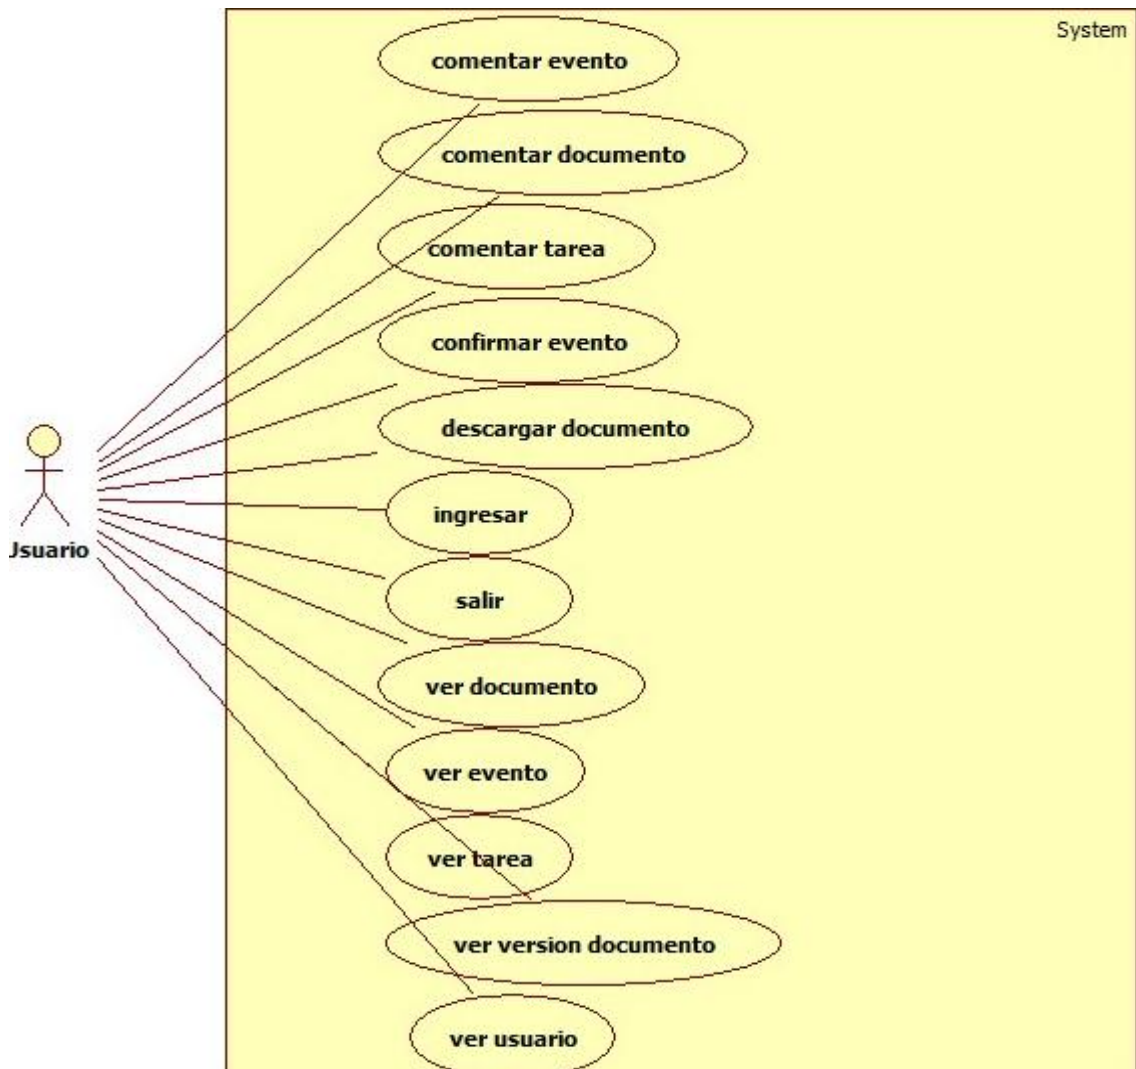 System
comentar evento
comentar documento
comentar tarea
confirmar evento
descargar documento
ingresar
Usuario
salir
ver documento
ver evento
ver tarea
ver version documento
ver usuario